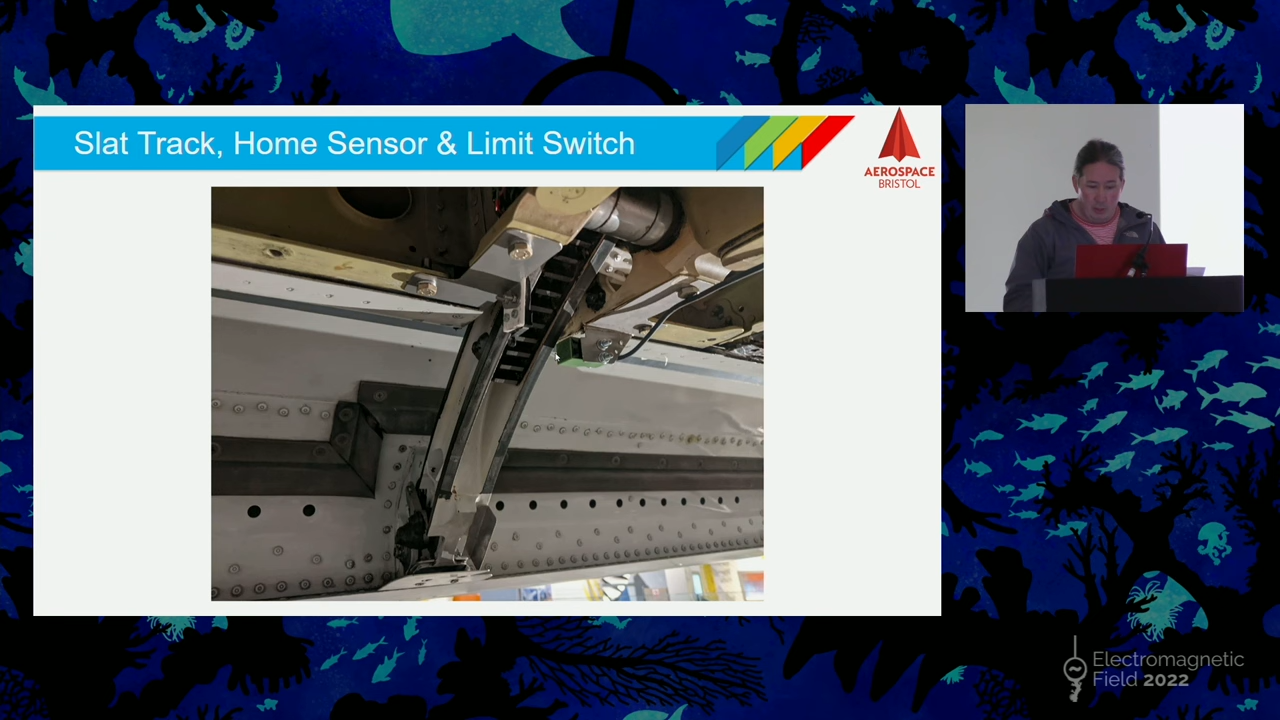 Slat Track, Home Sensor & Limit Switch
AEROSPACE
BRISTOL
Electromagnetic
Field 2022